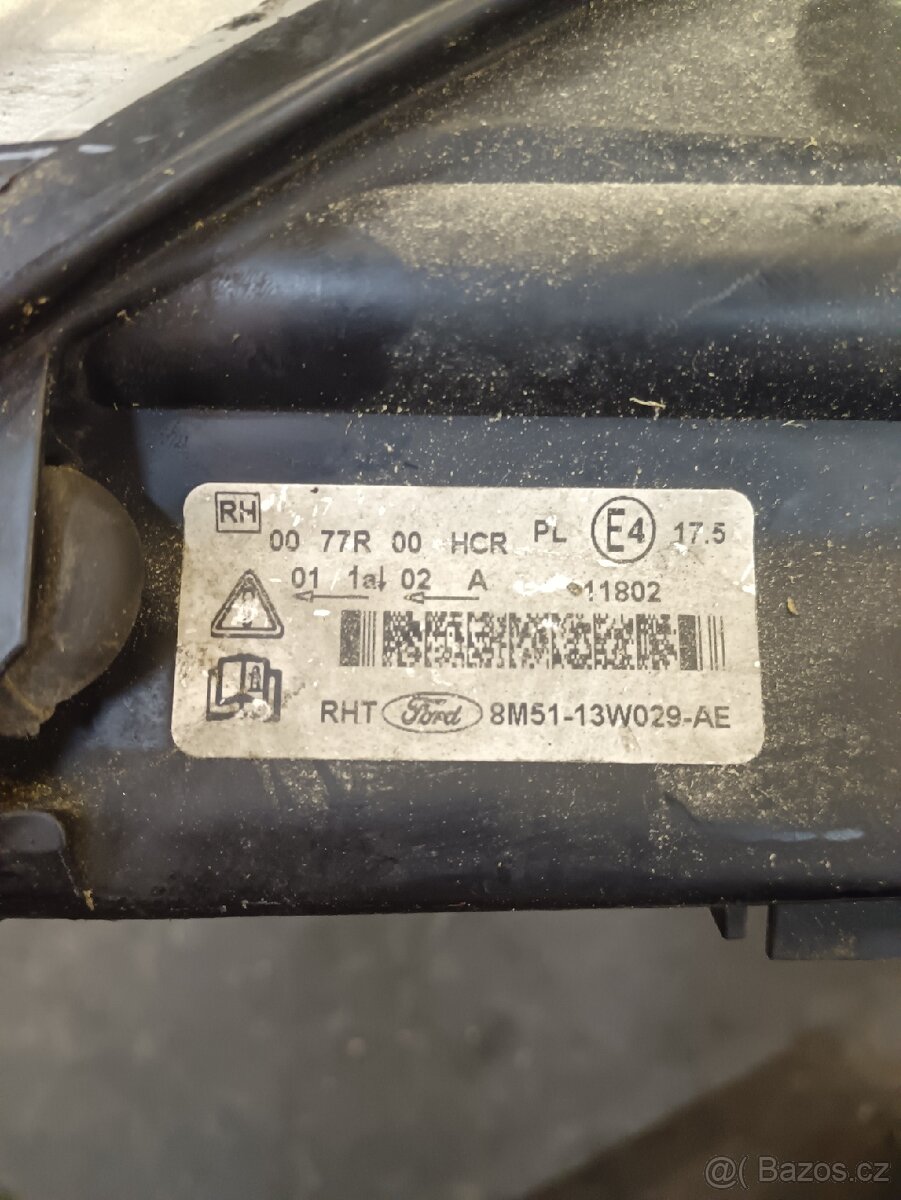 RH
00 77R 00 HCR PL E4 17.5
01 1al 02 A 11802
RHT Ford 8M51-13W029-AE
@( Bazos.cz